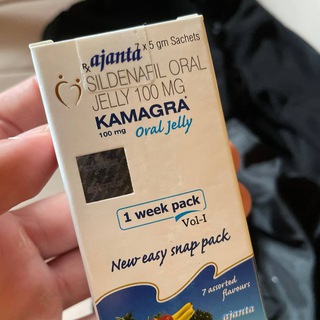 Rx ajanta 7 x 5 gm Sachets
SILDENAFIL ORAL
JELLY 100 MG
KAMAGRA
100 mg Oral Jelly
1 week pack
Vol-I
New easy snap pack
7 assorted
flavours
ajanta